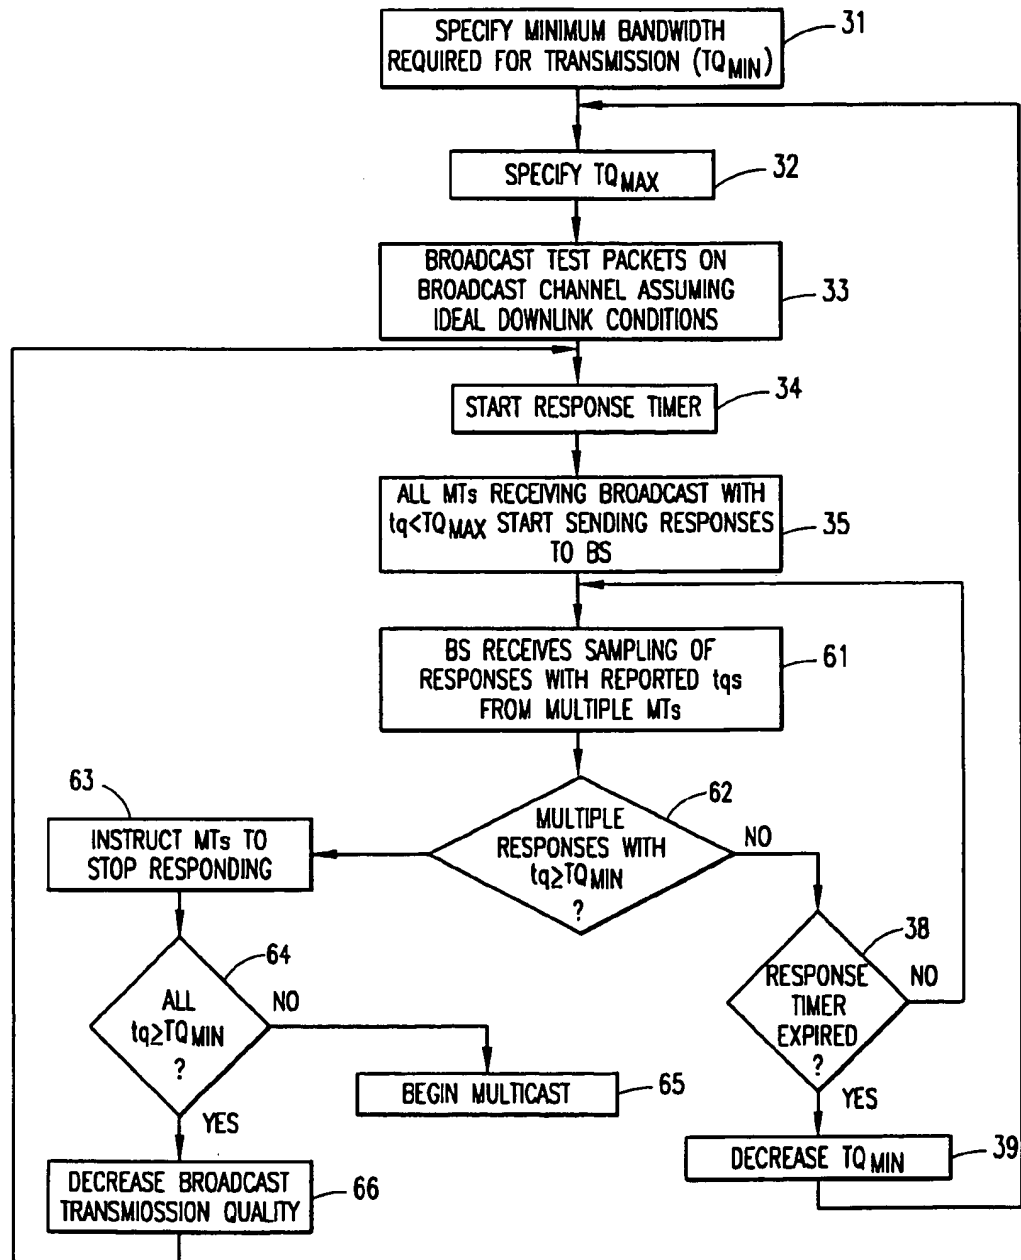 SPECIFY MINIMUM BANDWIDTH
REQUIRED FOR TRANSMISSION (TQMIN)
31
SPECIFY TQMAX
32
BROADCAST TEST PACKETS ON
BROADCAST CHANNEL ASSUMING
IDEAL DOWNLINK CONDITIONS
33
START RESPONSE TIMER
34
ALL MTs RECEIVING BROADCAST WITH
tq<TQMAX START SENDING RESPONSES
TO BS
35
BS RECEIVES SAMPLING OF
RESPONSES WITH REPORTED tqs
FROM MULTIPLE MTs
61
MULTIPLE
RESPONSES WITH
tq≥TQMIN
?
62
NO
63
INSTRUCT MTs TO
STOP RESPONDING
RESPONSE
TIMER
EXPIRED
?
38
NO
YES
ALL
tq≥TQMIN
?
64
NO
YES
BEGIN MULTICAST
65
DECREASE TQMIN
39
DECREASE BROADCAST
TRANSMIOSSION QUALITY
66